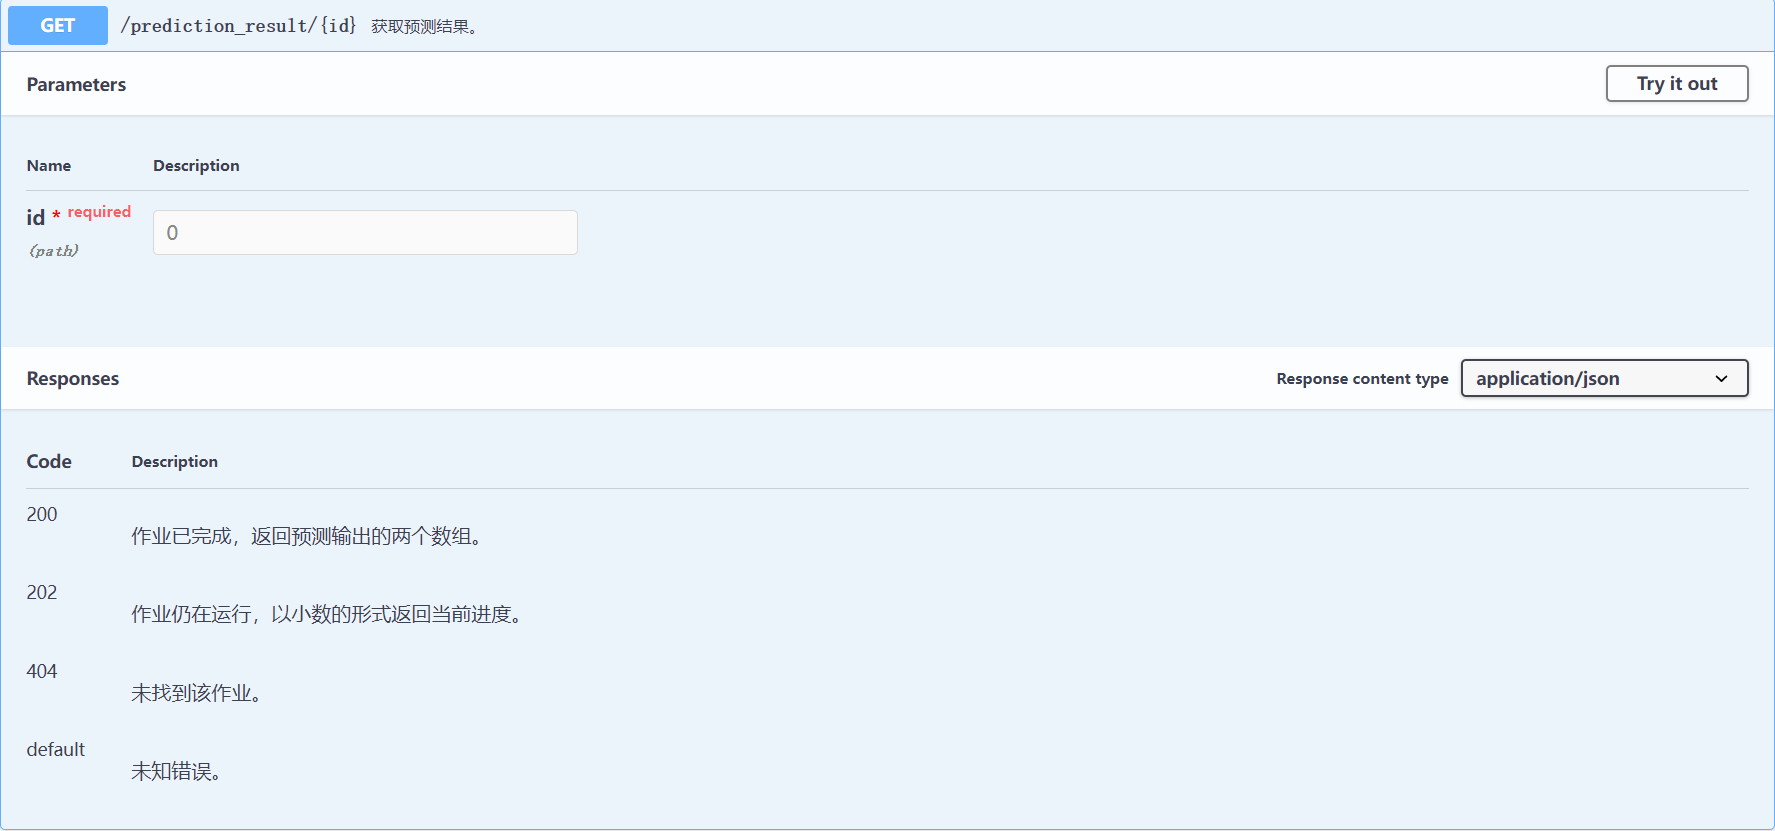 GET /prediction_result/{id} 获取预测结果。
Parameters Try it out
Name Description
id * required
(path)
0
Responses Response content type application/json
Code Description
200
作业已完成，返回预测输出的两个数组。
202
作业仍在运行，以小数的形式返回当前进度。
404
未找到该作业。
default
未知错误。